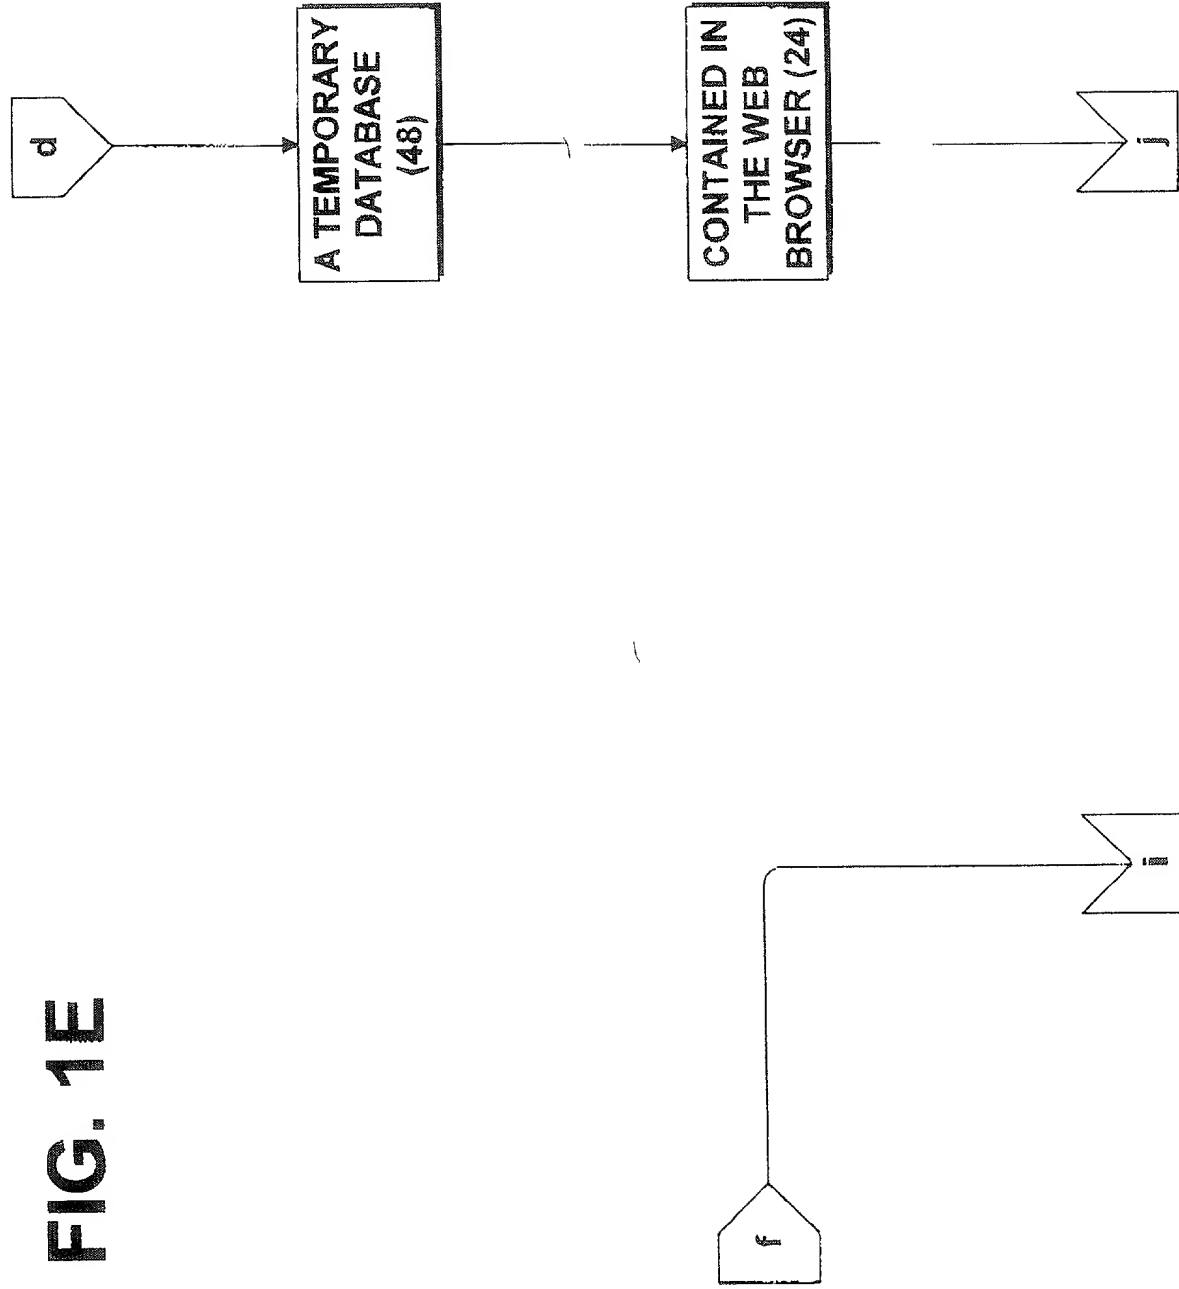 FIG. 1E
d
A TEMPORARY
DATABASE
(48)
CONTAINED IN
THE WEB
BROWSER (24)
j
f
i